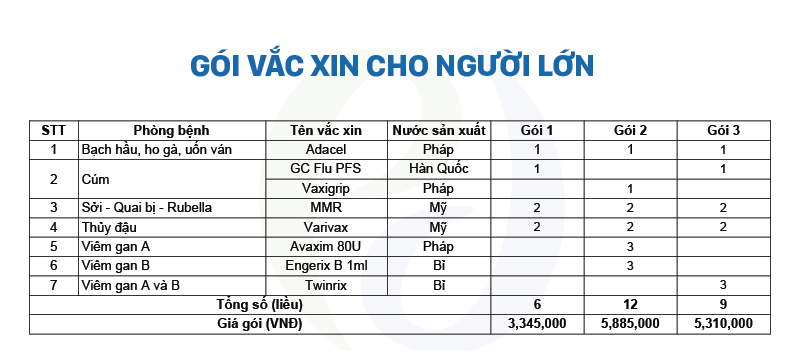 GÓI VẮC XIN CHO NGƯỜI LỚN
STT Phòng bệnh Tên vắc xin Nước sản xuất Gói 1 Gói 2 Gói 3
1 Bạch hầu, ho gà, uốn ván Adacel Pháp 1 1 1
2 Cúm GC Flu PFS Hàn Quốc 1 1
Vaxigrip Pháp 1
3 Sởi - Quai bị - Rubella MMR Mỹ 2 2 2
4 Thủy đậu Varivax Mỹ 2 2 2
5 Viêm gan A Avaxim 80U Pháp 3
6 Viêm gan B Engerix B 1ml Bỉ 3
7 Viêm gan A và B Twinrix Bỉ 3
Tổng số (liều) 6 12 9
Giá gói (VNĐ) 3,345,000 5,885,000 5,310,000